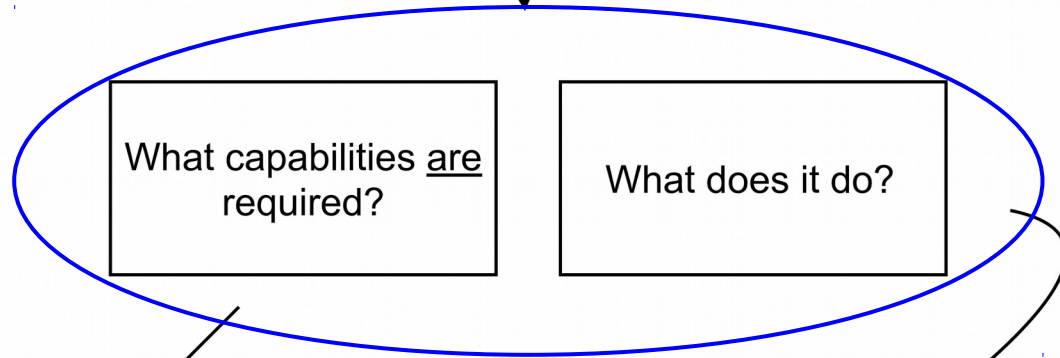 What capabilities are
required?
What does it do?